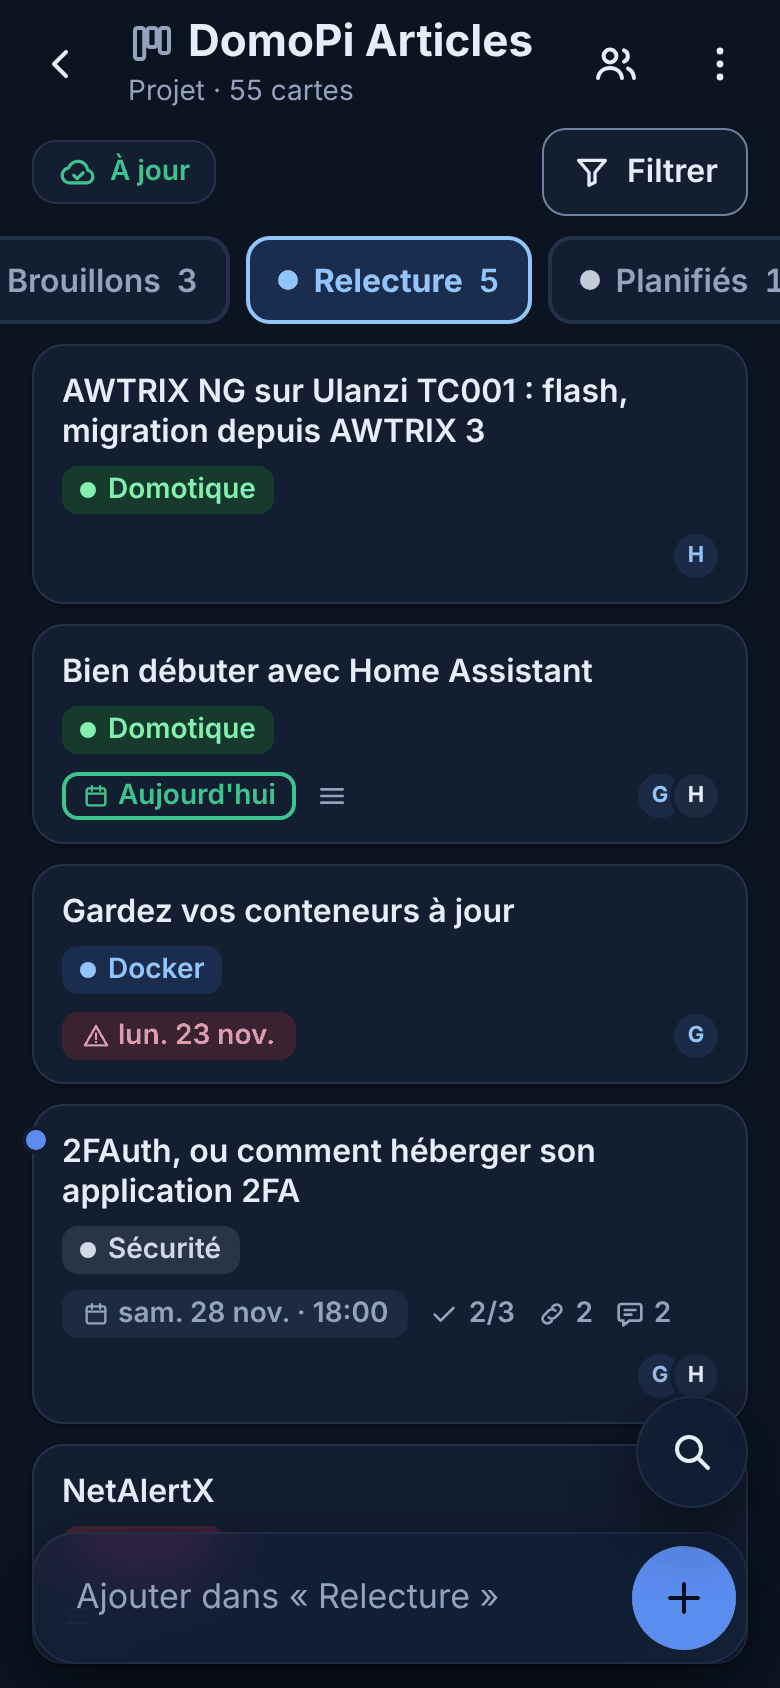 DomoPi Articles
Projet · 55 cartes
À jour
Filtrer
Brouillons 3
Relecture 5
Planifiés 1
AWTRIX NG sur Ulanzi TC001 : flash,
migration depuis AWTRIX 3
Domotique
H
Bien débuter avec Home Assistant
Domotique
Aujourd'hui
G H
Gardez vos conteneurs à jour
Docker
lun. 23 nov.
G
2FAuth, ou comment héberger son
application 2FA
Sécurité
sam. 28 nov. · 18:00 2/3 2 2
G H
NetAlertX
Ajouter dans « Relecture »